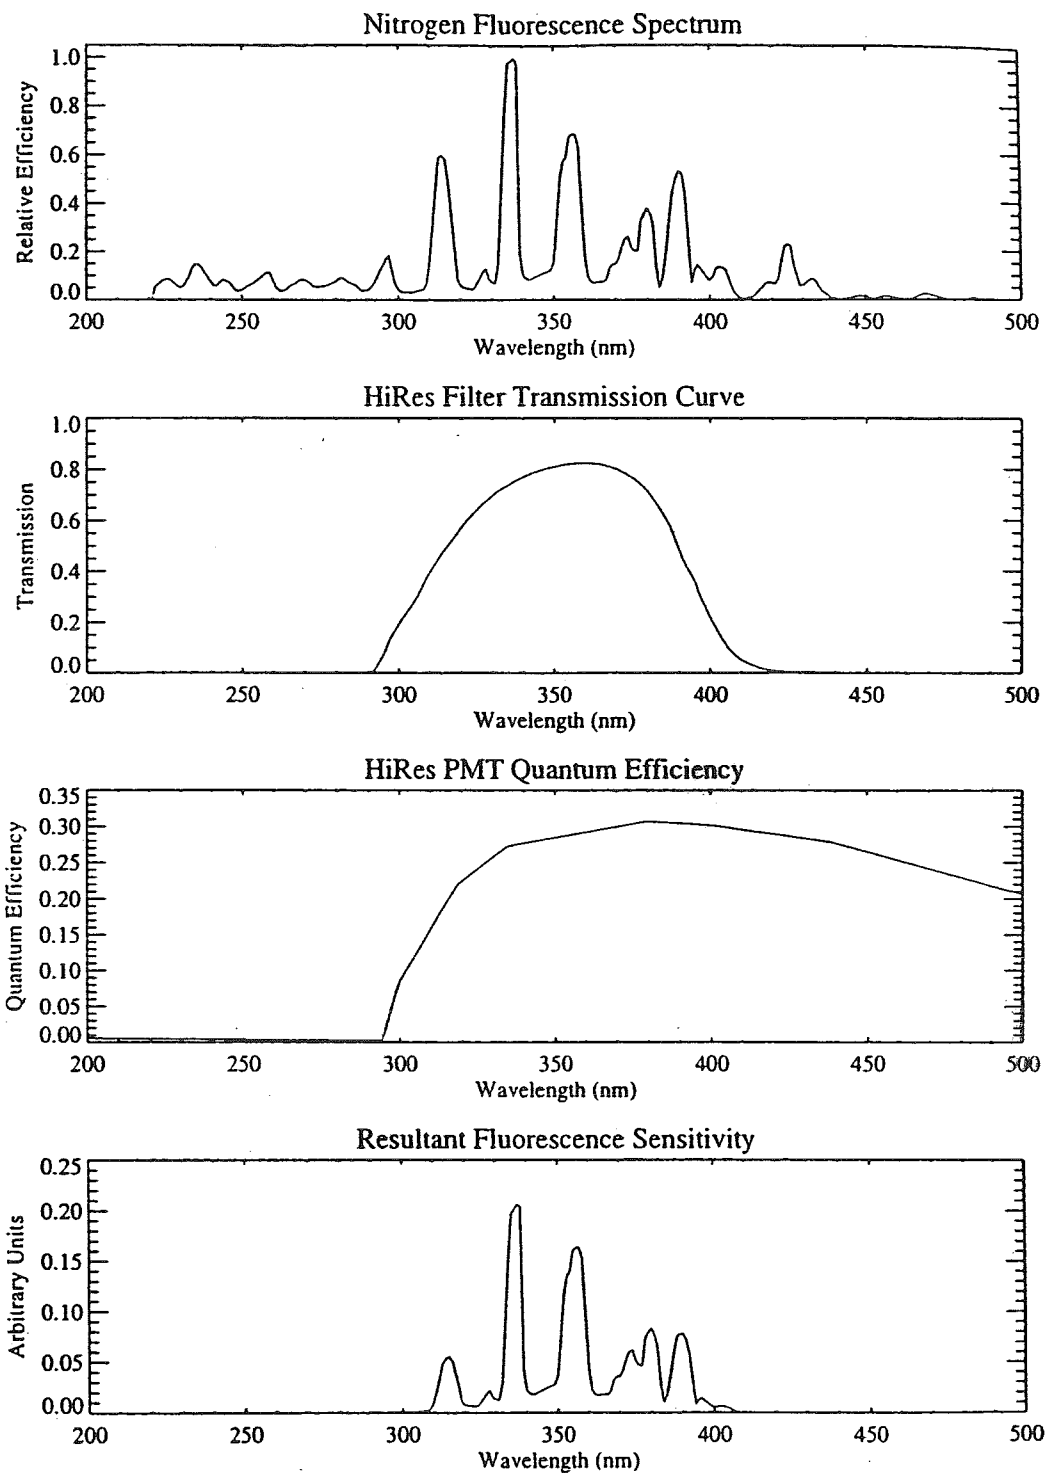 Nitrogen Fluorescence Spectrum
Relative Efficiency
1.0
0.8
0.6
0.4
0.2
0.0
200 250 300 350 400 450 500
Wavelength (nm)
HiRes Filter Transmission Curve
Transmission
1.0
0.8
0.6
0.4
0.2
0.0
200 250 300 350 400 450 500
Wavelength (nm)
HiRes PMT Quantum Efficiency
Quantum Efficiency
0.35
0.30
0.25
0.20
0.15
0.10
0.05
0.00
200 250 300 350 400 450 500
Wavelength (nm)
Resultant Fluorescence Sensitivity
Arbitrary Units
0.25
0.20
0.15
0.10
0.05
0.00
200 250 300 350 400 450 500
Wavelength (nm)